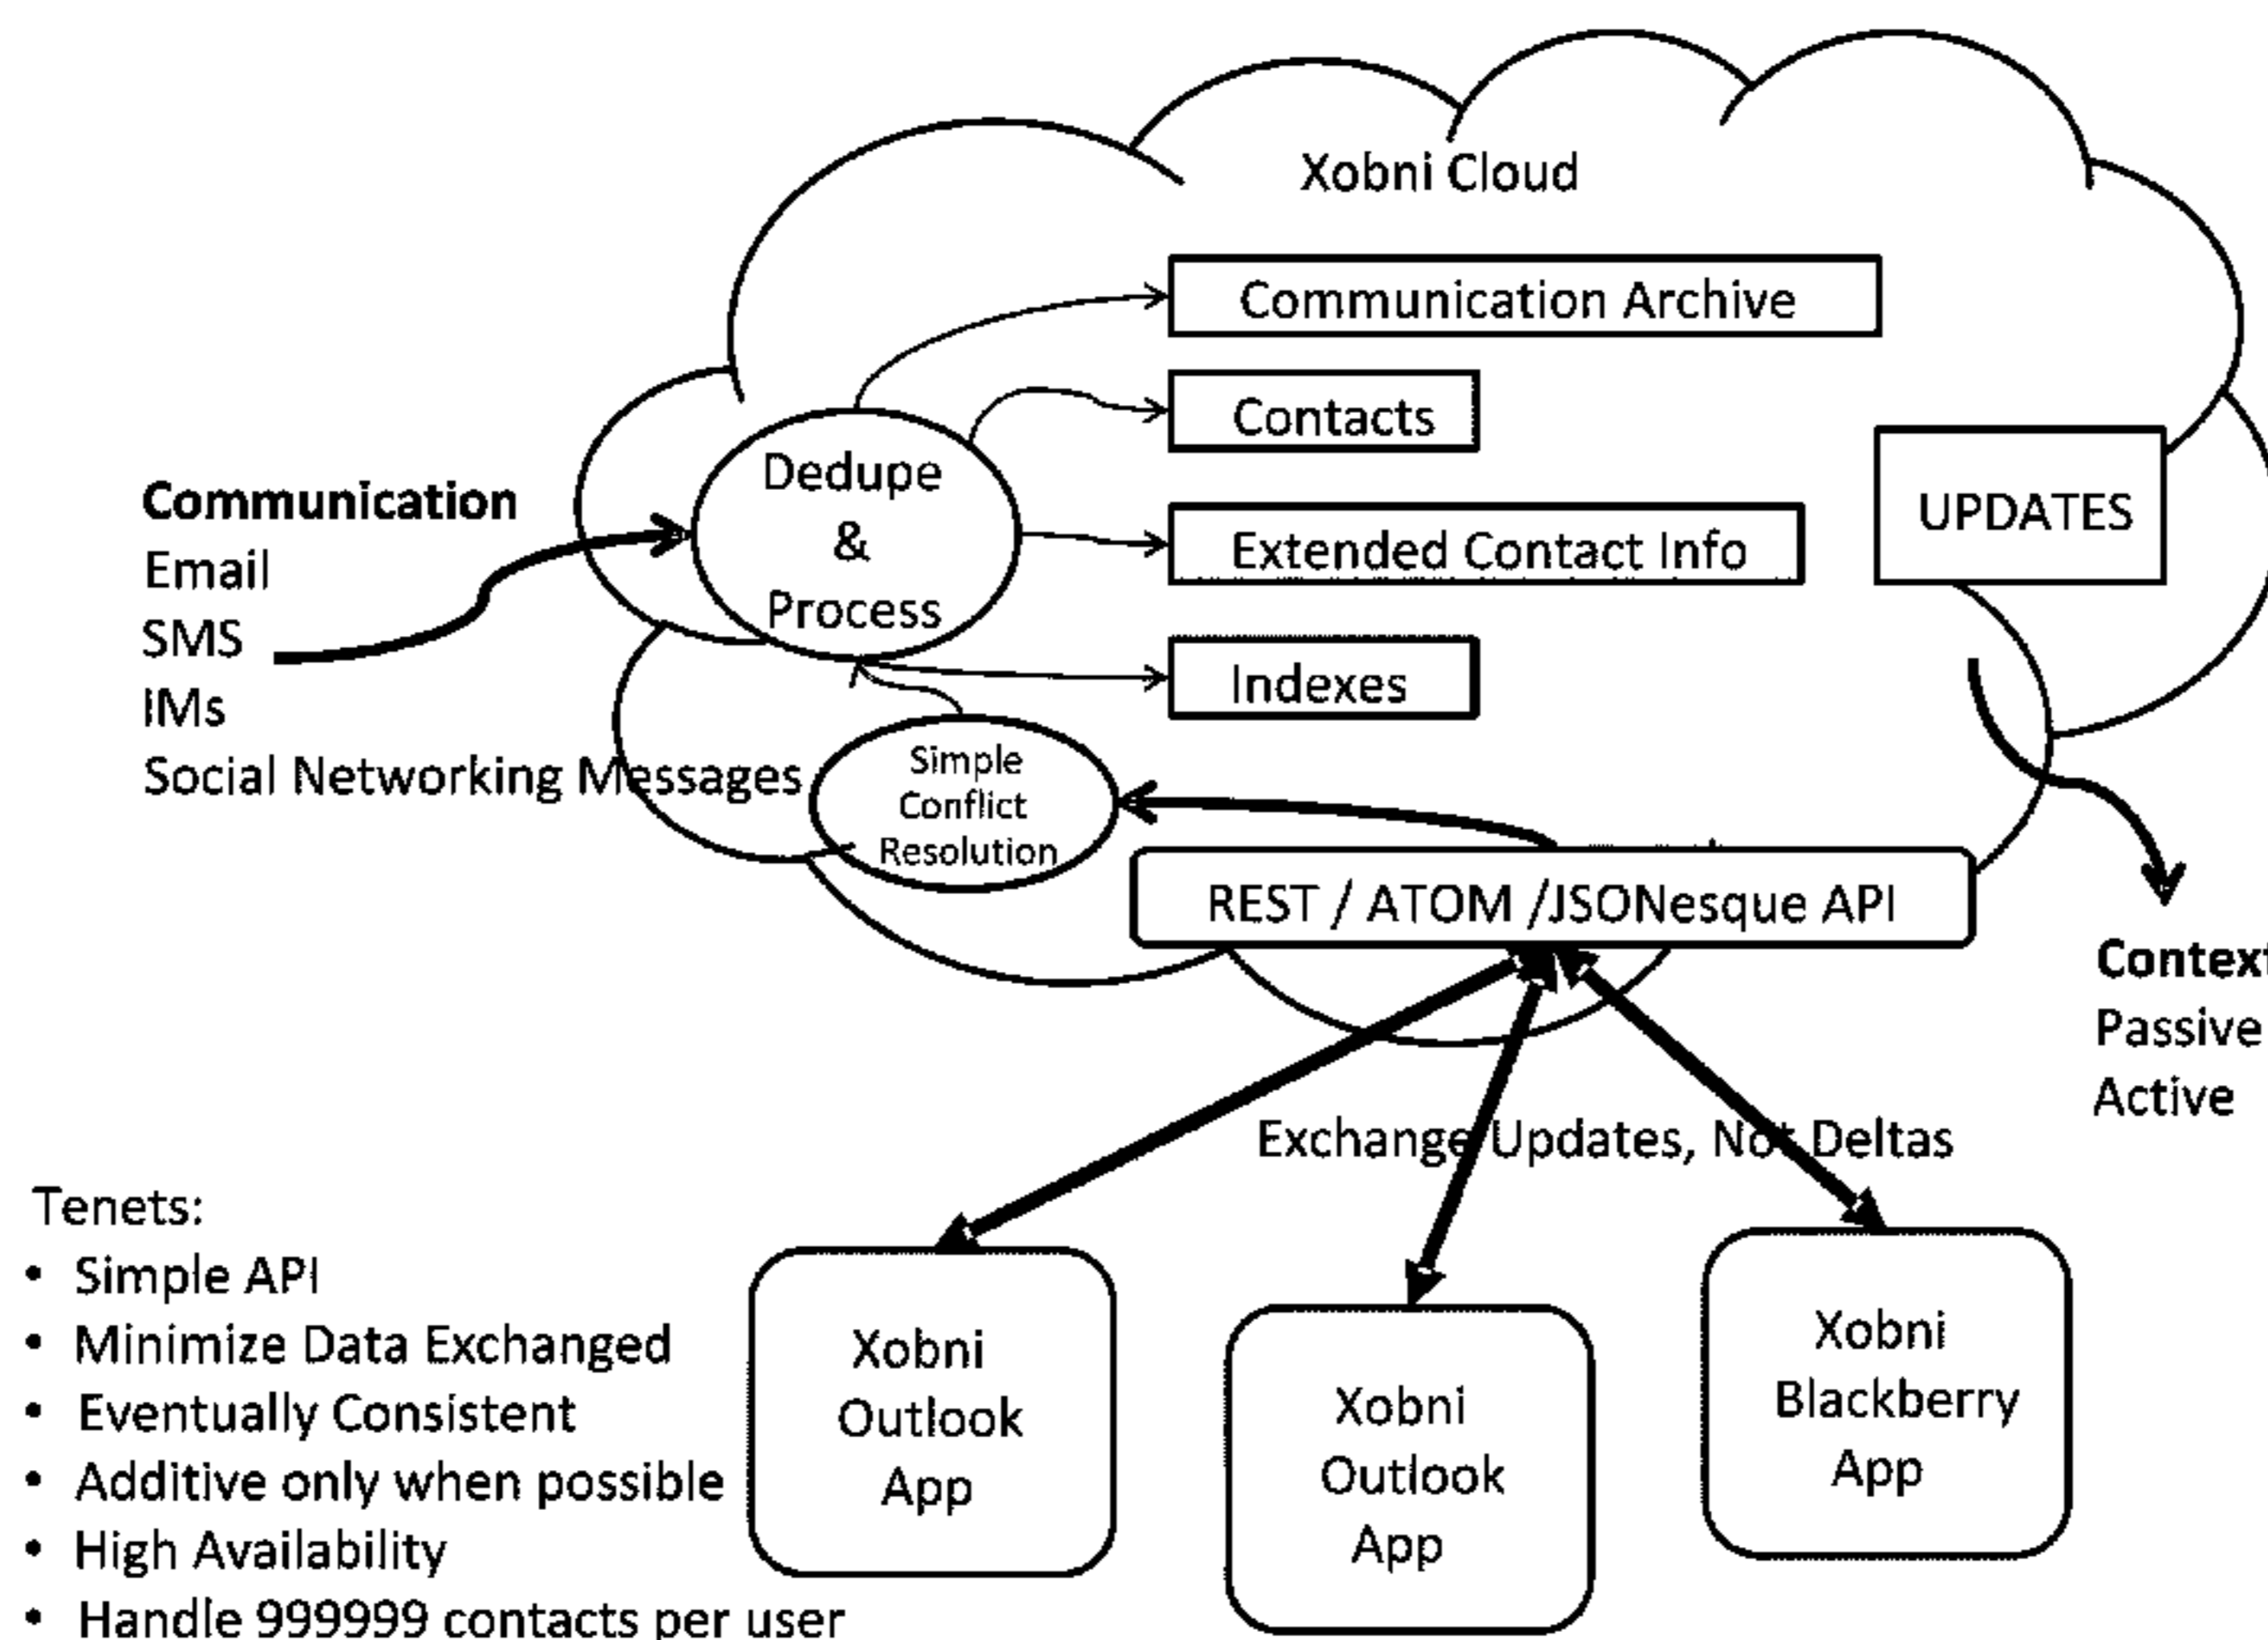 Xobni Cloud
Communication Archive
Contacts
Extended Contact Info
Indexes
UPDATES
Dedupe
&
Process
Communication
Email
SMS
IMs
Social Networking Messages
Simple
Conflict
Resolution
REST / ATOM /JSONesque API
Context
Passive
Active
Exchange Updates, Not Deltas
Tenets:
• Simple API
• Minimize Data Exchanged
• Eventually Consistent
• Additive only when possible
• High Availability
• Handle 999999 contacts per user
Xobni
Outlook
App
Xobni
Outlook
App
Xobni
Blackberry
App